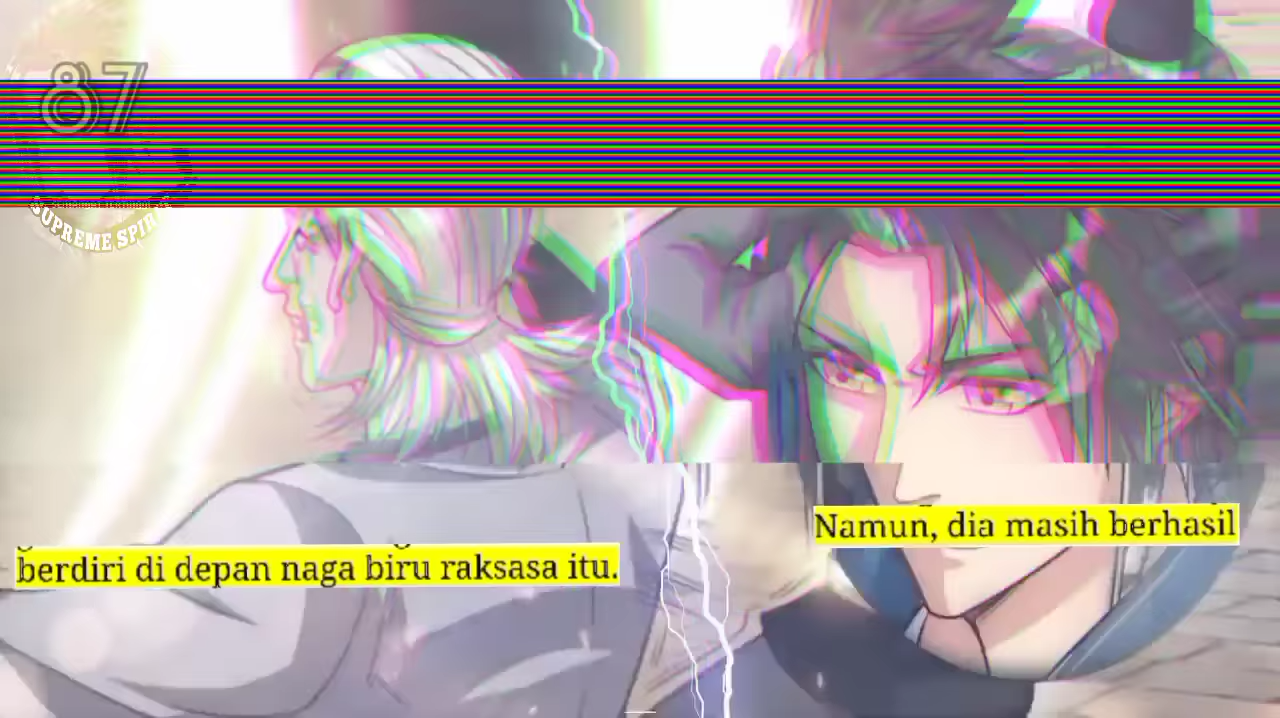 87
SUPREME SPIR
Namun, dia masih berhasil
berdiri di depan naga biru raksasa itu.